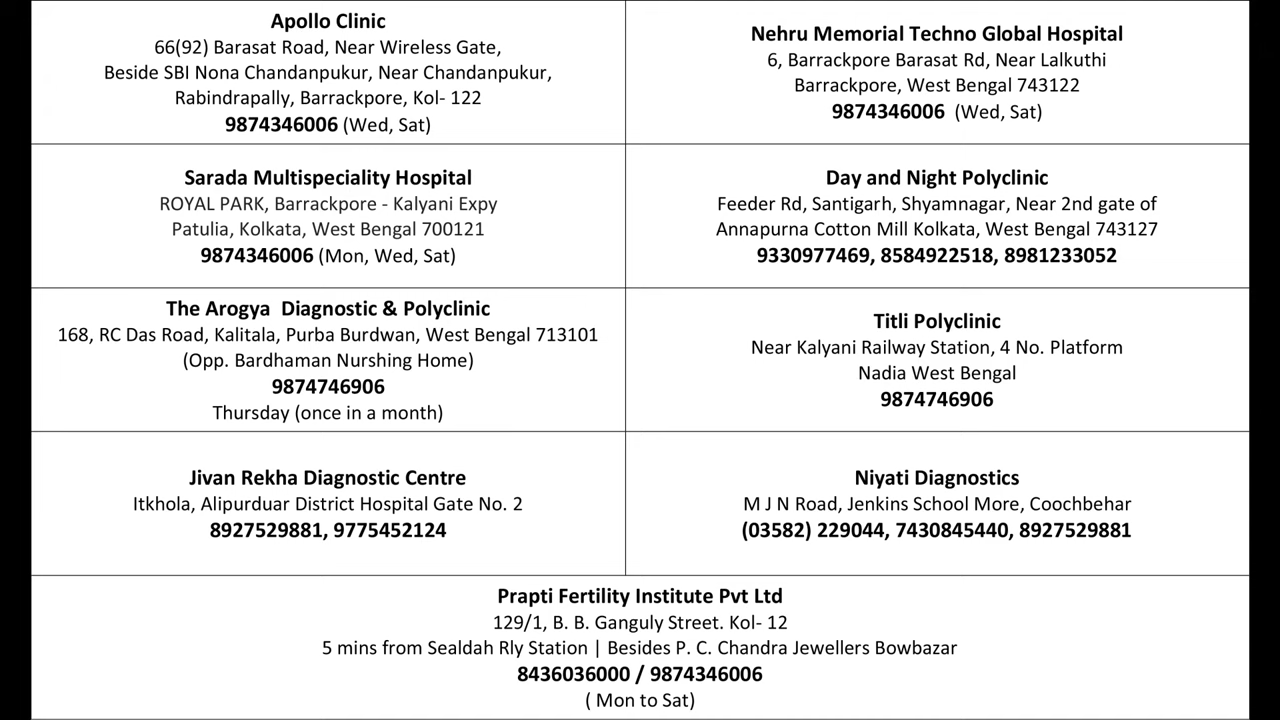 Apollo Clinic
66(92) Barasat Road, Near Wireless Gate,
Beside SBI Nona Chandanpukur, Near Chandanpukur,
Rabindrapally, Barrackpore, Kol- 122
9874346006 (Wed, Sat)
Nehru Memorial Techno Global Hospital
6, Barrackpore Barasat Rd, Near Lalkuthi
Barrackpore, West Bengal 743122
9874346006 (Wed, Sat)
Sarada Multispeciality Hospital
ROYAL PARK, Barrackpore - Kalyani Expy
Patulia, Kolkata, West Bengal 700121
9874346006 (Mon, Wed, Sat)
Day and Night Polyclinic
Feeder Rd, Santigarh, Shyamnagar, Near 2nd gate of
Annapurna Cotton Mill Kolkata, West Bengal 743127
9330977469, 8584922518, 8981233052
The Arogya Diagnostic & Polyclinic
168, RC Das Road, Kalitala, Purba Burdwan, West Bengal 713101
(Opp. Bardhaman Nurshing Home)
9874746906
Thursday (once in a month)
Titli Polyclinic
Near Kalyani Railway Station, 4 No. Platform
Nadia West Bengal
9874746906
Jivan Rekha Diagnostic Centre
Itkhola, Alipurduar District Hospital Gate No. 2
8927529881, 9775452124
Niyati Diagnostics
M J N Road, Jenkins School More, Coochbehar
(03582) 229044, 7430845440, 8927529881
Prapti Fertility Institute Pvt Ltd
129/1, B. B. Ganguly Street. Kol- 12
5 mins from Sealdah Rly Station | Besides P. C. Chandra Jewellers Bowbazar
8436036000 / 9874346006
( Mon to Sat)